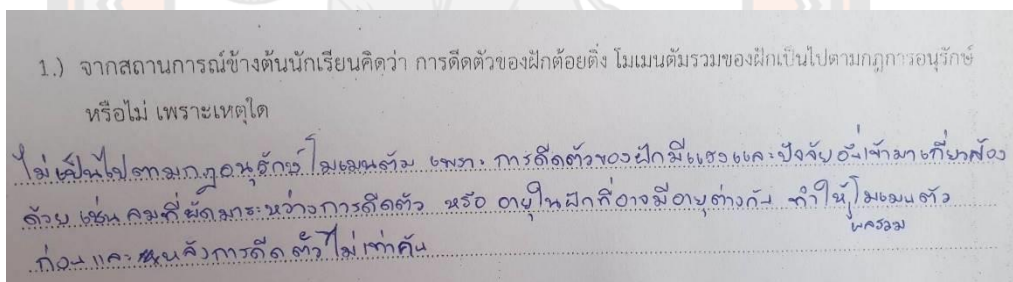 1.) จากสถานการณ์ข้างต้นนักเรียนคิดว่า การดีดตัวของฝักต้อยติ่ง โมเมนตัมรวมของฝักเป็นไปตามกฎการอนุรักษ์
หรือไม่ เพราะเหตุใด
ไม่เป็นไปตามกฎอนุรักษ์โมเมนตัม เพราะ การดีดตัวของฝักมีแรงและปัจจัยอื่นเข้ามาเกี่ยวข้อง
ด้วย เช่น ลมที่พัดมาระหว่างการดีดตัว หรือ อายุในฝักที่อาจมีอายุต่างกัน ทำให้โมเมนตัว
ผลรวม
ก่อนและหลังการดีดตัวไม่เท่ากัน